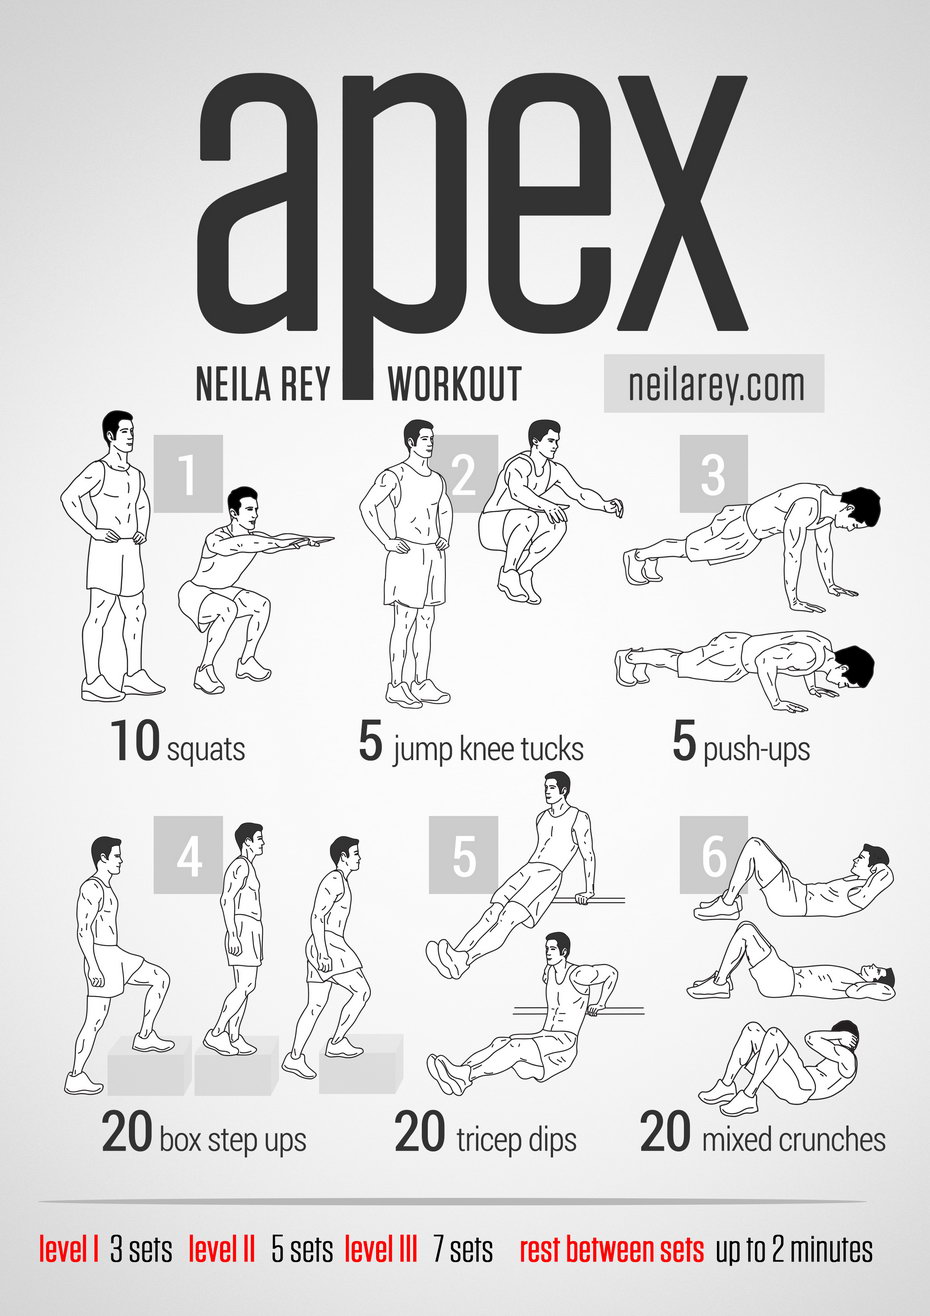 apex
NEILA REY WORKOUT
neilarey.com
1
2
3
10 squats
5 jump knee tucks
5 push-ups
4
5
6
20 box step ups
20 tricep dips
20 mixed crunches
level I 3 sets level II 5 sets level III 7 sets rest between sets up to 2 minutes